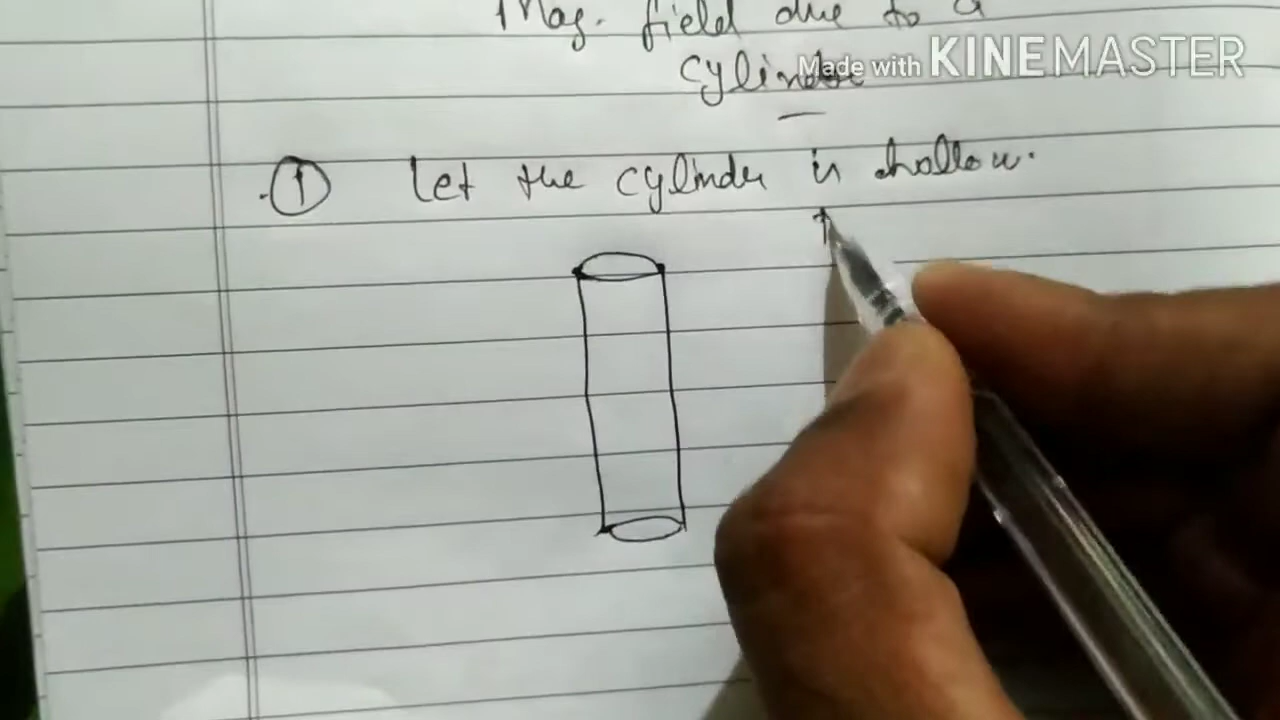 Mag. field due to a
Made with KINEMASTER
Cylinder
① Let the cylinder is hollow.